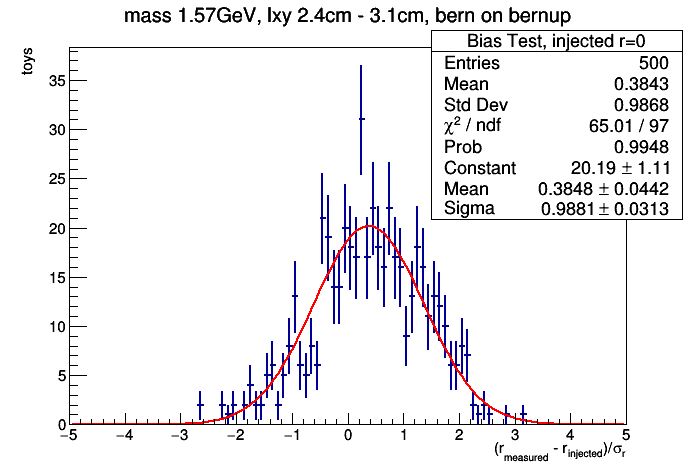 mass 1.57GeV, lxy 2.4cm - 3.1cm, bern on bernup
Bias Test, injected r=0
Entries 500
Mean 0.3843
Std Dev 0.9868
χ² / ndf 65.01 / 97
Prob 0.9948
Constant 20.19 ± 1.11
Mean 0.3848 ± 0.0442
Sigma 0.9881 ± 0.0313
toys
35
30
25
20
15
10
5
0
−5 −4 −3 −2 −1 0 1 2 3 4 5
(r_measured - r_injected)/σ_r